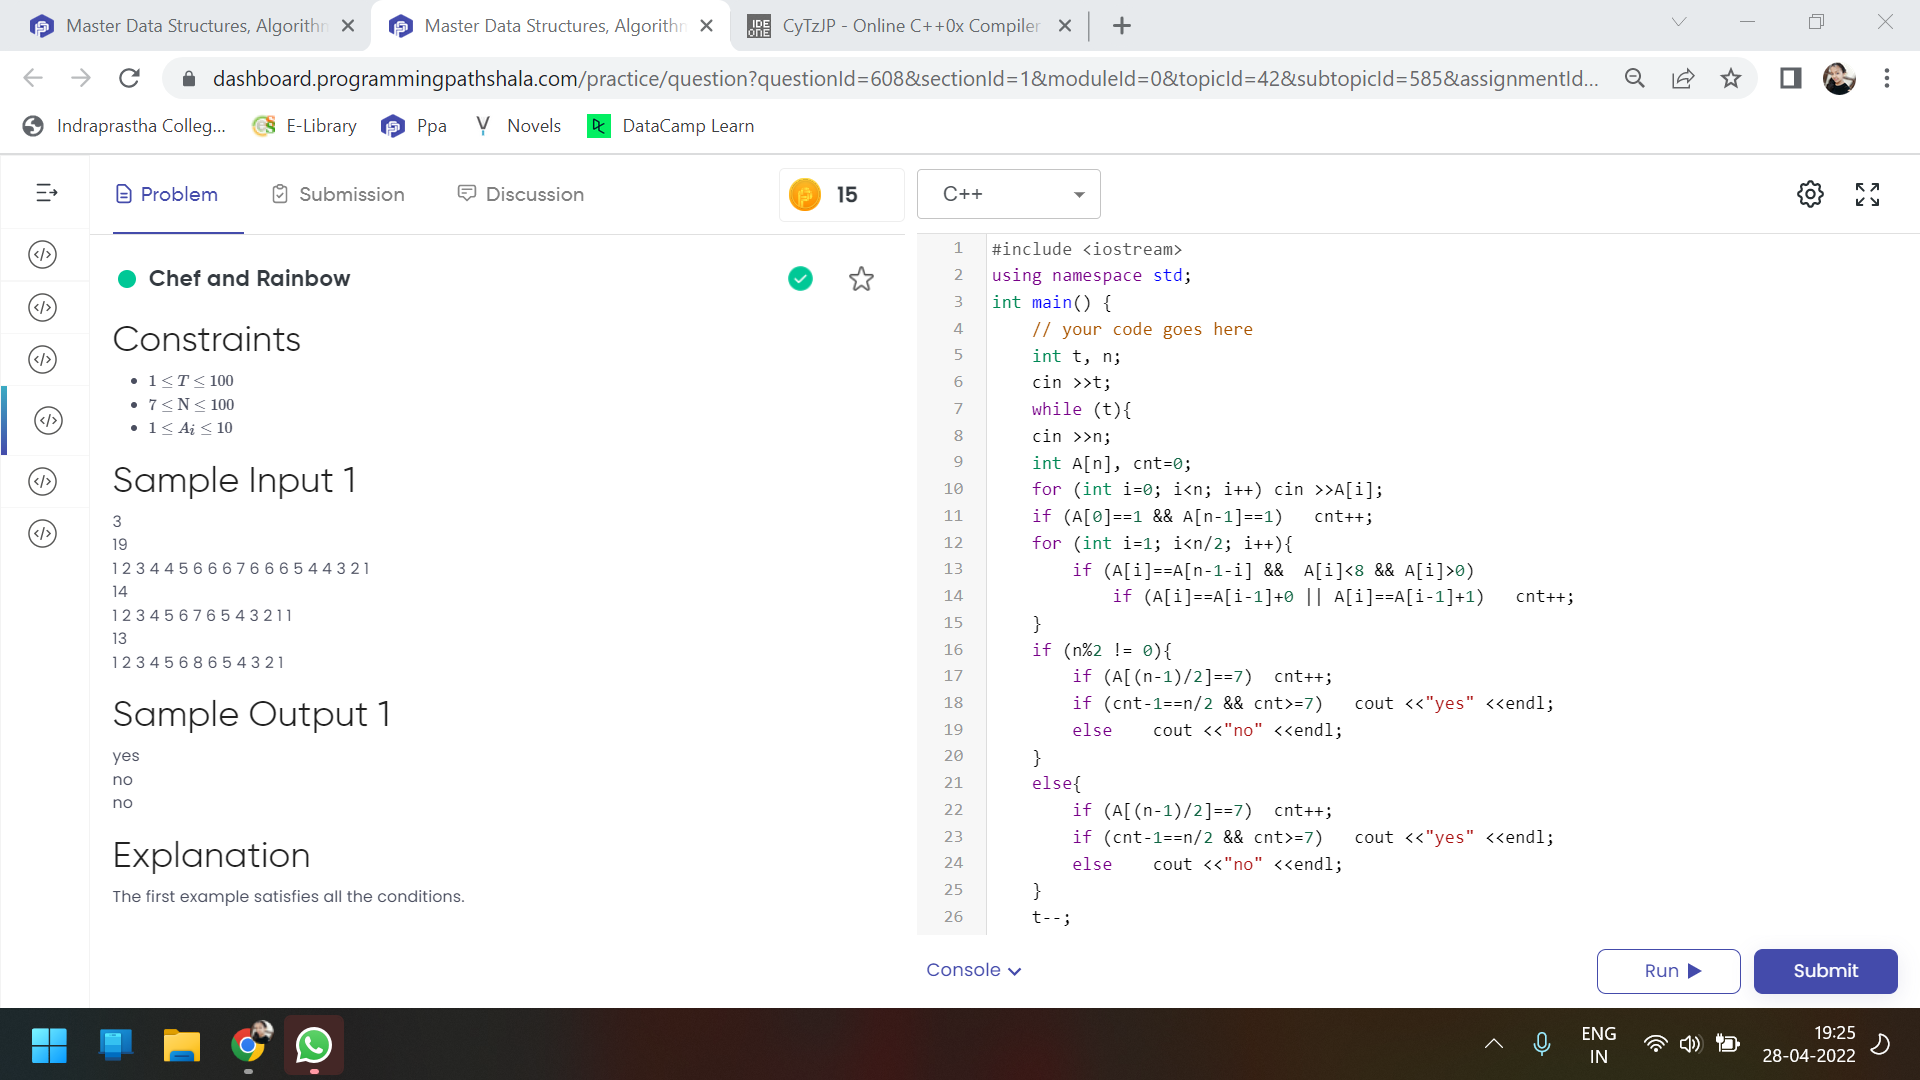 Master Data Structures, Algorithm
Master Data Structures, Algorithm
CyTzJP - Online C++0x Compiler
dashboard.programmingpathshala.com/practice/question?questionId=608&sectionId=1&moduleId=0&topicId=42&subtopicId=585&assignmentId...
Indraprastha Colleg...
E-Library
Ppa
Novels
DataCamp Learn
Problem
Submission
Discussion
15
C++
Chef and Rainbow
Constraints
1 ≤ T ≤ 100
7 ≤ N ≤ 100
1 ≤ Ai ≤ 10
Sample Input 1
3
19
1 2 3 4 4 5 6 6 6 7 6 6 6 5 4 4 3 2 1
14
1 2 3 4 5 6 7 6 5 4 3 2 1 1
13
1 2 3 4 5 6 8 6 5 4 3 2 1
Sample Output 1
yes
no
no
Explanation
The first example satisfies all the conditions.
1 #include <iostream>
2 using namespace std;
3 int main() {
4 // your code goes here
5 int t, n;
6 cin >>t;
7 while (t){
8 cin >>n;
9 int A[n], cnt=0;
10 for (int i=0; i<n; i++) cin >>A[i];
11 if (A[0]==1 && A[n-1]==1) cnt++;
12 for (int i=1; i<n/2; i++){
13 if (A[i]==A[n-1-i] && A[i]<8 && A[i]>0)
14 if (A[i]==A[i-1]+0 || A[i]==A[i-1]+1) cnt++;
15 }
16 if (n%2 != 0){
17 if (A[(n-1)/2]==7) cnt++;
18 if (cnt-1==n/2 && cnt>=7) cout <<"yes" <<endl;
19 else cout <<"no" <<endl;
20 }
21 else{
22 if (A[(n-1)/2]==7) cnt++;
23 if (cnt-1==n/2 && cnt>=7) cout <<"yes" <<endl;
24 else cout <<"no" <<endl;
25 }
26 t--;
Console
Run
Submit
ENG
IN
19:25
28-04-2022